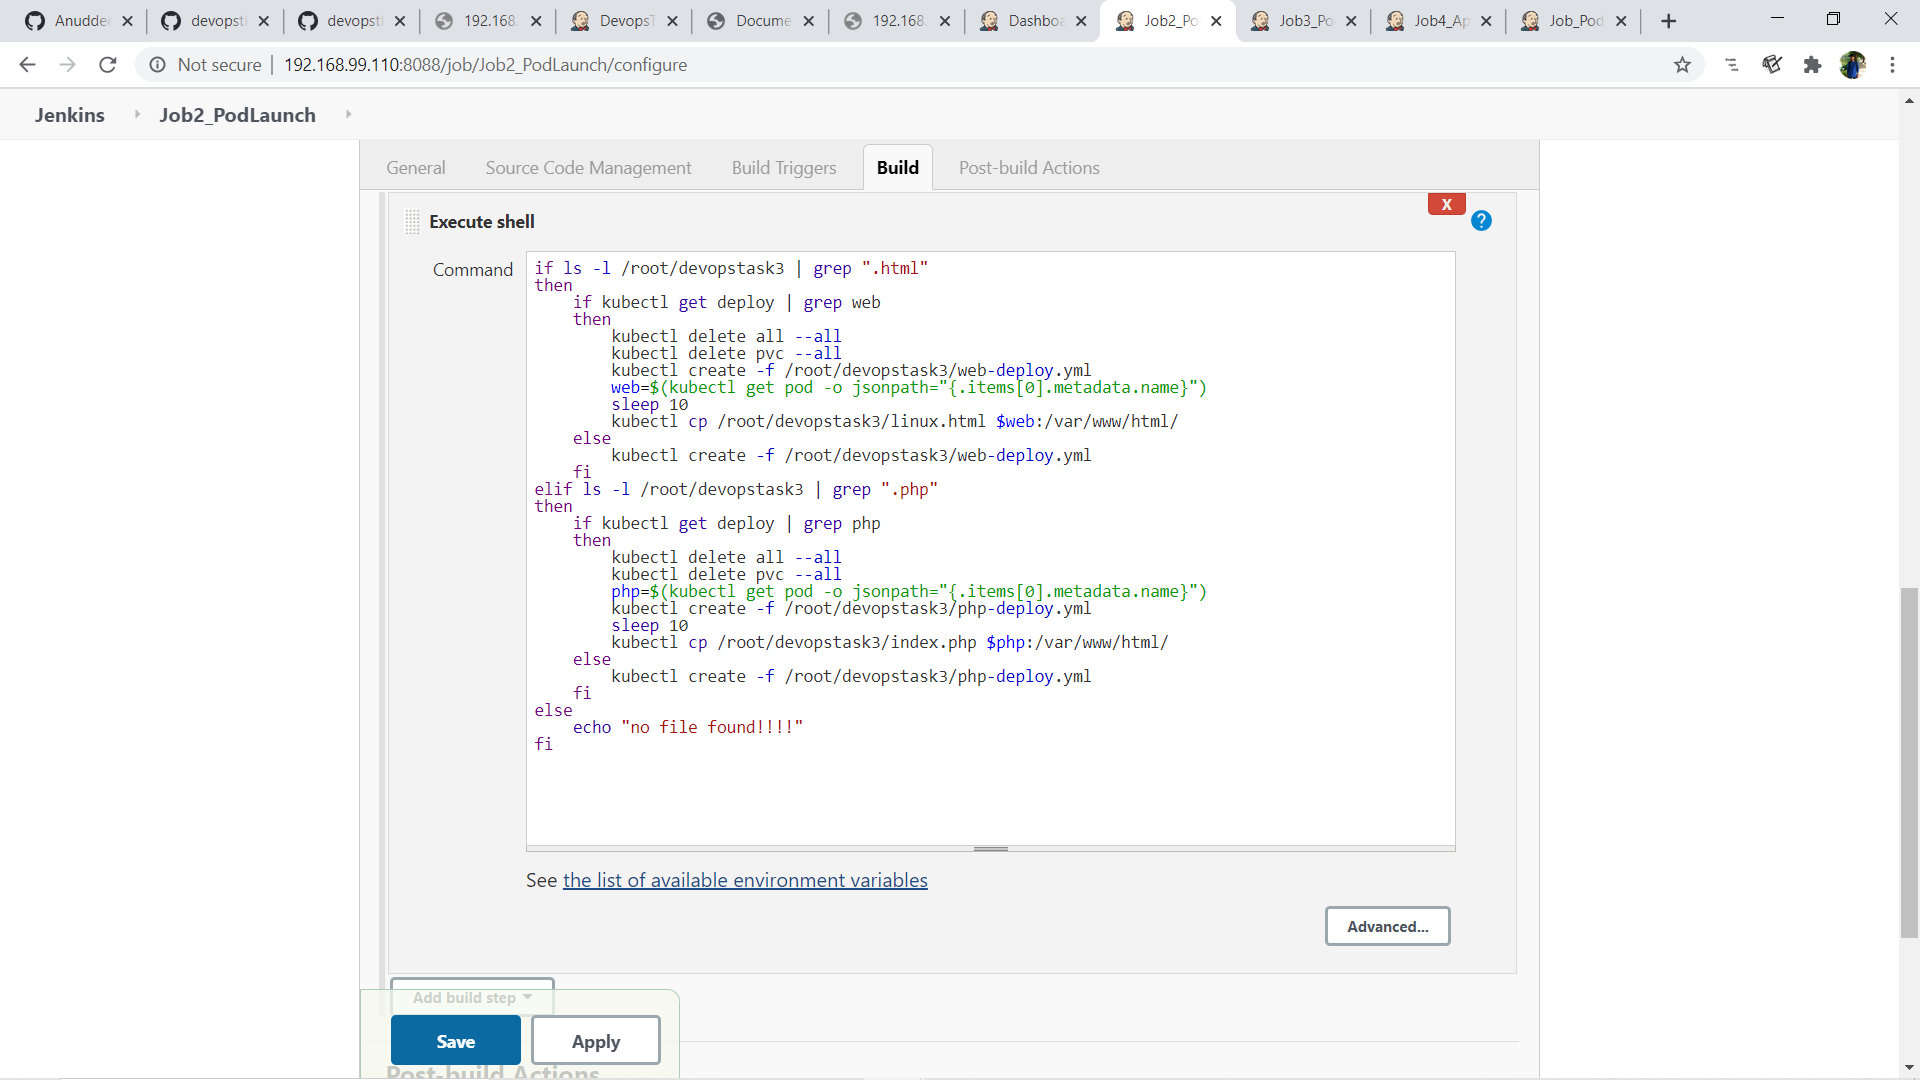 Anuddee
devopst
devopst
192.168.
DevopsT
Docume
192.168.
Dashboa
Job2_Po
Job3_Po
Job4_Ap
Job_Pod
Not secure | 192.168.99.110:8088/job/Job2_PodLaunch/configure
Jenkins Job2_PodLaunch
General Source Code Management Build Triggers Build Post-build Actions
X
Execute shell ?
Command
if ls -l /root/devopstask3 | grep ".html"
then
    if kubectl get deploy | grep web
    then
        kubectl delete all --all
        kubectl delete pvc --all
        kubectl create -f /root/devopstask3/web-deploy.yml
        web=$(kubectl get pod -o jsonpath="{.items[0].metadata.name}")
        sleep 10
        kubectl cp /root/devopstask3/linux.html $web:/var/www/html/
    else
        kubectl create -f /root/devopstask3/web-deploy.yml
    fi
elif ls -l /root/devopstask3 | grep ".php"
then
    if kubectl get deploy | grep php
    then
        kubectl delete all --all
        kubectl delete pvc --all
        php=$(kubectl get pod -o jsonpath="{.items[0].metadata.name}")
        kubectl create -f /root/devopstask3/php-deploy.yml
        sleep 10
        kubectl cp /root/devopstask3/index.php $php:/var/www/html/
    else
        kubectl create -f /root/devopstask3/php-deploy.yml
    fi
else
    echo "no file found!!!!"
fi
See the list of available environment variables
Advanced...
Add build step
Save Apply
Post-build Actions